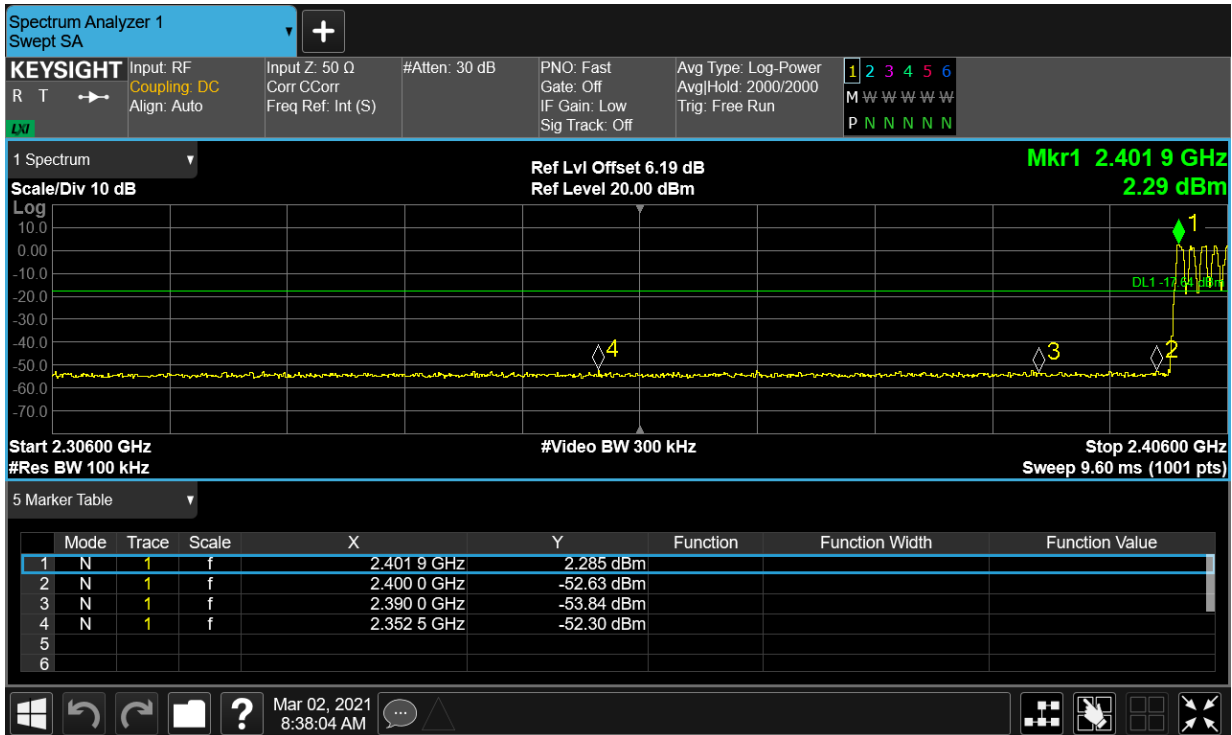 Spectrum Analyzer 1
Swept SA
KEYSIGHT
R T
LXI
Input: RF
Coupling: DC
Align: Auto
Input Z: 50 Ω
Corr CCorr
Freq Ref: Int (S)
#Atten: 30 dB
PNO: Fast
Gate: Off
IF Gain: Low
Sig Track: Off
Avg Type: Log-Power
Avg|Hold: 2000/2000
Trig: Free Run
1 2 3 4 5 6
M W W W W W
P N N N N N
1 Spectrum
Ref Lvl Offset 6.19 dB
Mkr1 2.401 9 GHz
Scale/Div 10 dB
Ref Level 20.00 dBm
2.29 dBm
Log
10.0
0.00
-10.0
-20.0
-30.0
-40.0
-50.0
-60.0
-70.0
1
DL1 -17.64 dBm
4
3
2
Start 2.30600 GHz
#Video BW 300 kHz
Stop 2.40600 GHz
#Res BW 100 kHz
Sweep 9.60 ms (1001 pts)
5 Marker Table
Mode Trace Scale X Y Function Function Width Function Value
1 N 1 f 2.401 9 GHz 2.285 dBm
2 N 1 f 2.400 0 GHz -52.63 dBm
3 N 1 f 2.390 0 GHz -53.84 dBm
4 N 1 f 2.352 5 GHz -52.30 dBm
5
6
?
Mar 02, 2021
8:38:04 AM